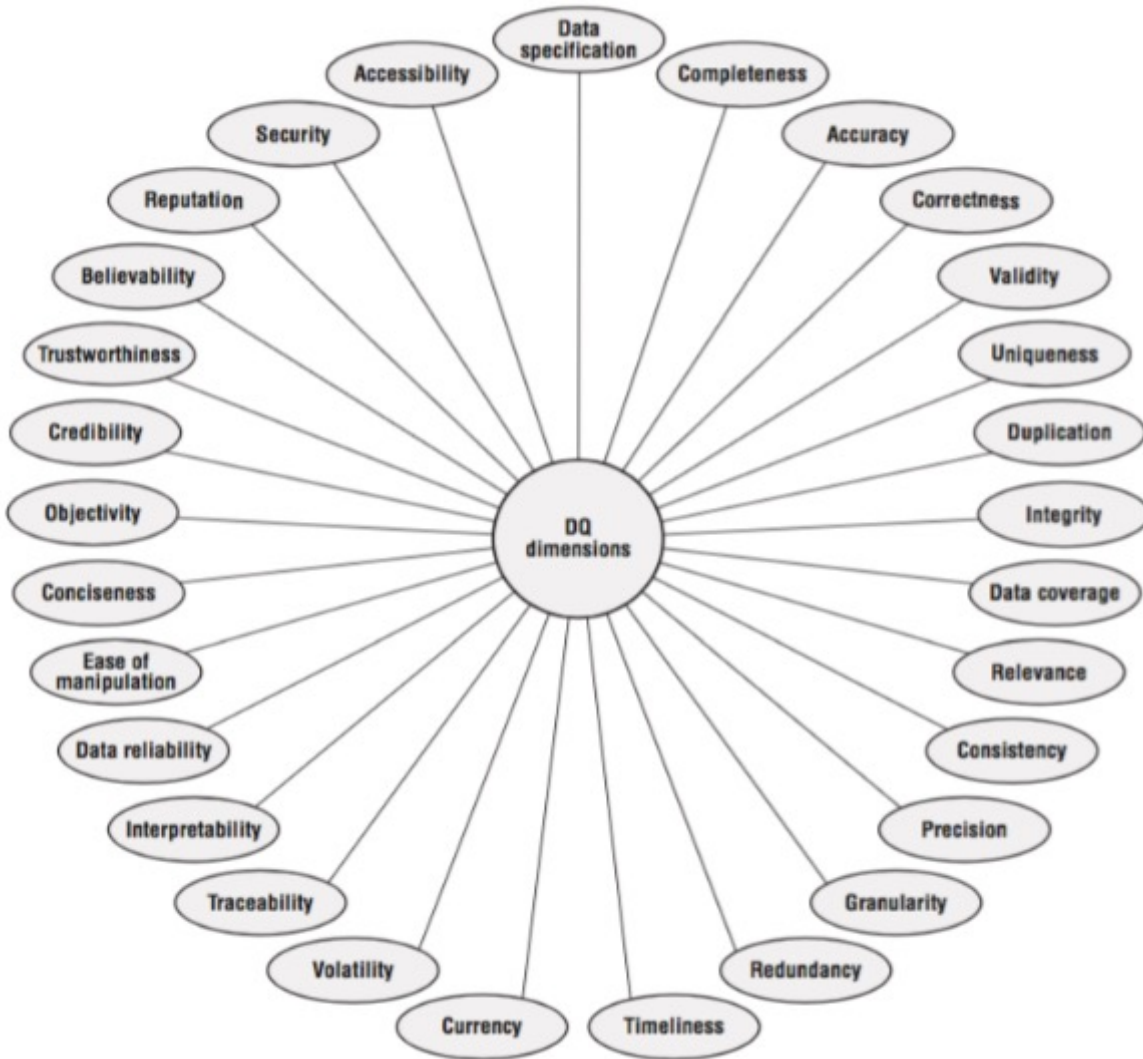 Data
specification
Accessibility
Completeness
Security
Accuracy
Reputation
Correctness
Believability
Validity
Trustworthiness
Uniqueness
Credibility
Duplication
Objectivity
Integrity
DQ
dimensions
Conciseness
Data coverage
Ease of
manipulation
Relevance
Data reliability
Consistency
Interpretability
Precision
Traceability
Granularity
Volatility
Redundancy
Currency
Timeliness